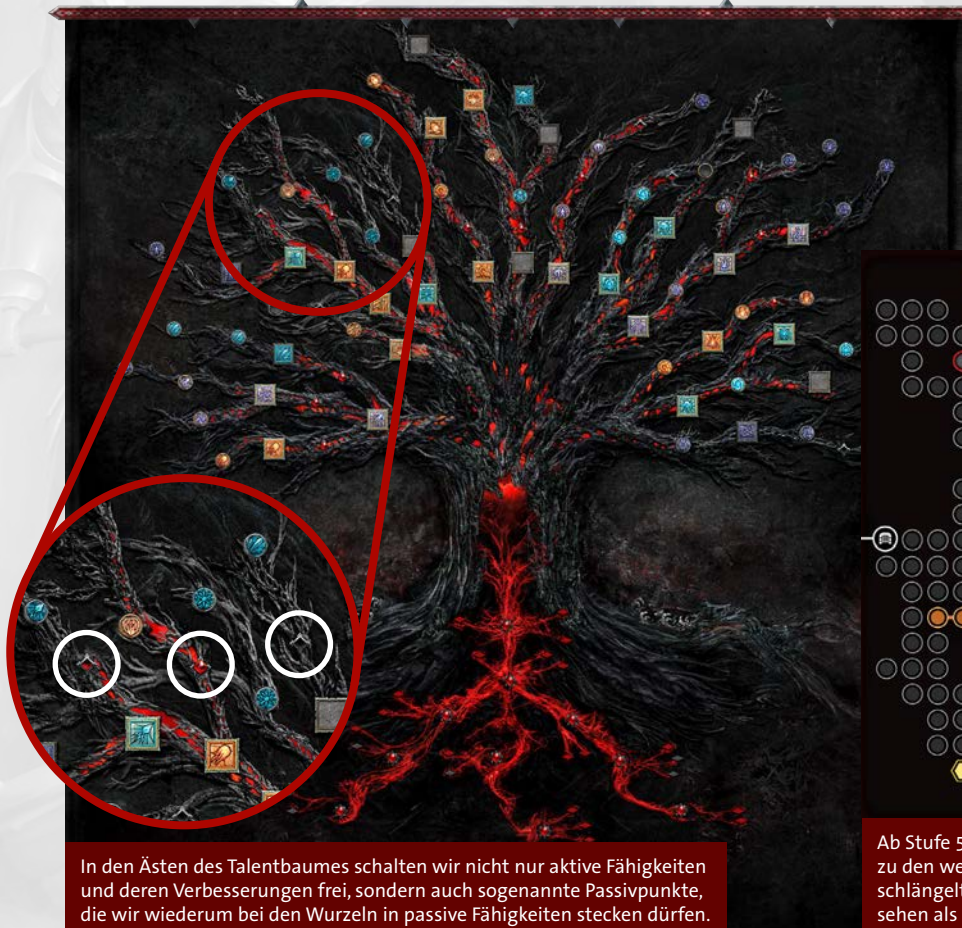 In den Ästen des Talentbaumes schalten wir nicht nur aktive Fähigkeiten
und deren Verbesserungen frei, sondern auch sogenannte Passivpunkte,
die wir wiederum bei den Wurzeln in passive Fähigkeiten stecken dürfen.
Ab Stufe 5
zu den we
schlängelt
sehen als